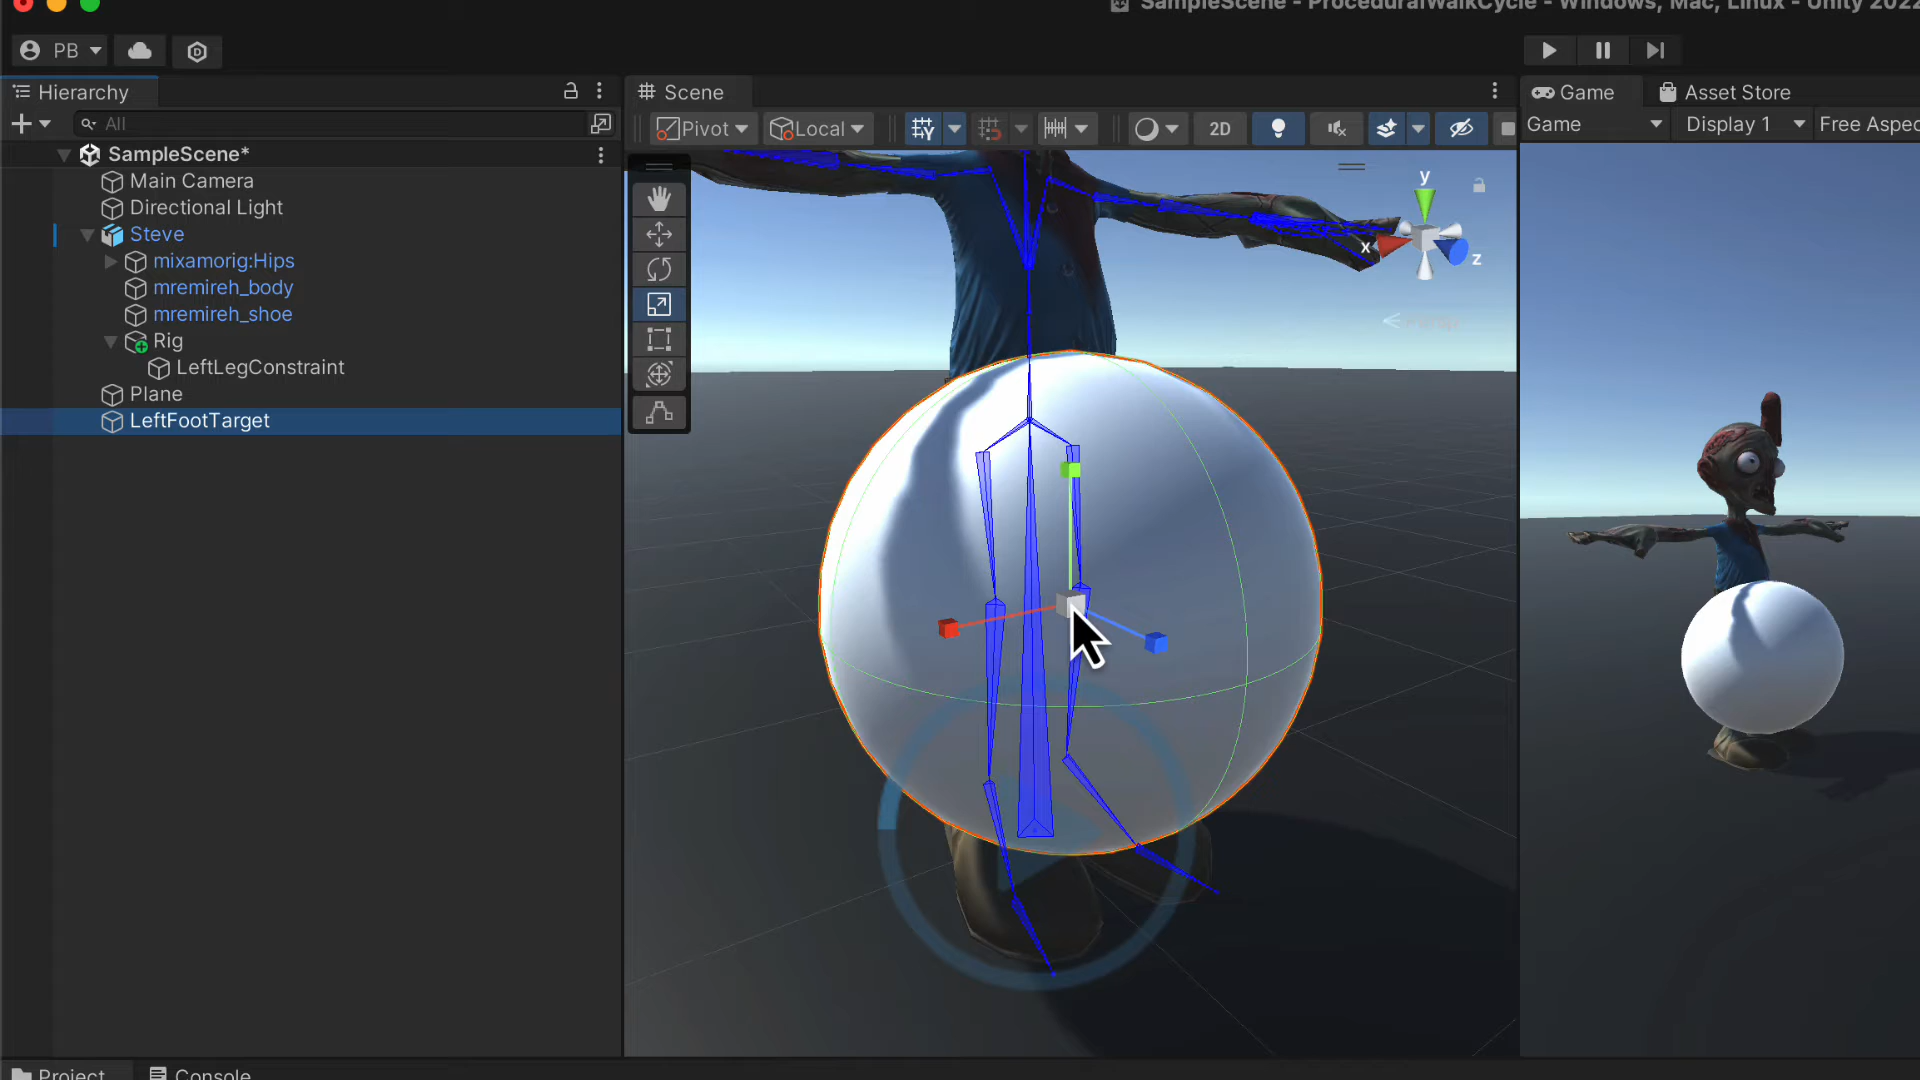 SampleScene - ProceduralWalkCycle - Windows, Mac, Linux - Unity 2022
PB
Hierarchy
All
SampleScene*
Main Camera
Directional Light
Steve
mixamorig:Hips
mremireh_body
mremireh_shoe
Rig
LeftLegConstraint
Plane
LeftFootTarget
Scene
Pivot
Local
2D
y
x
z
Game
Asset Store
Game
Display 1
Free Aspec
Project
Console